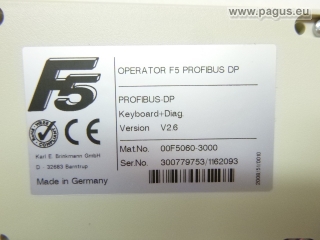 www.pagus.eu
F5
OPERATOR F5 PROFIBUS DP
PROFIBUS-DP
Keyboard+Diag.
Version V2.6
Karl E. Brinkmann GmbH
D - 32683 Barntrup
Made in Germany
Mat.No. 00F5060-3000
Ser.No. 300779753/1162093